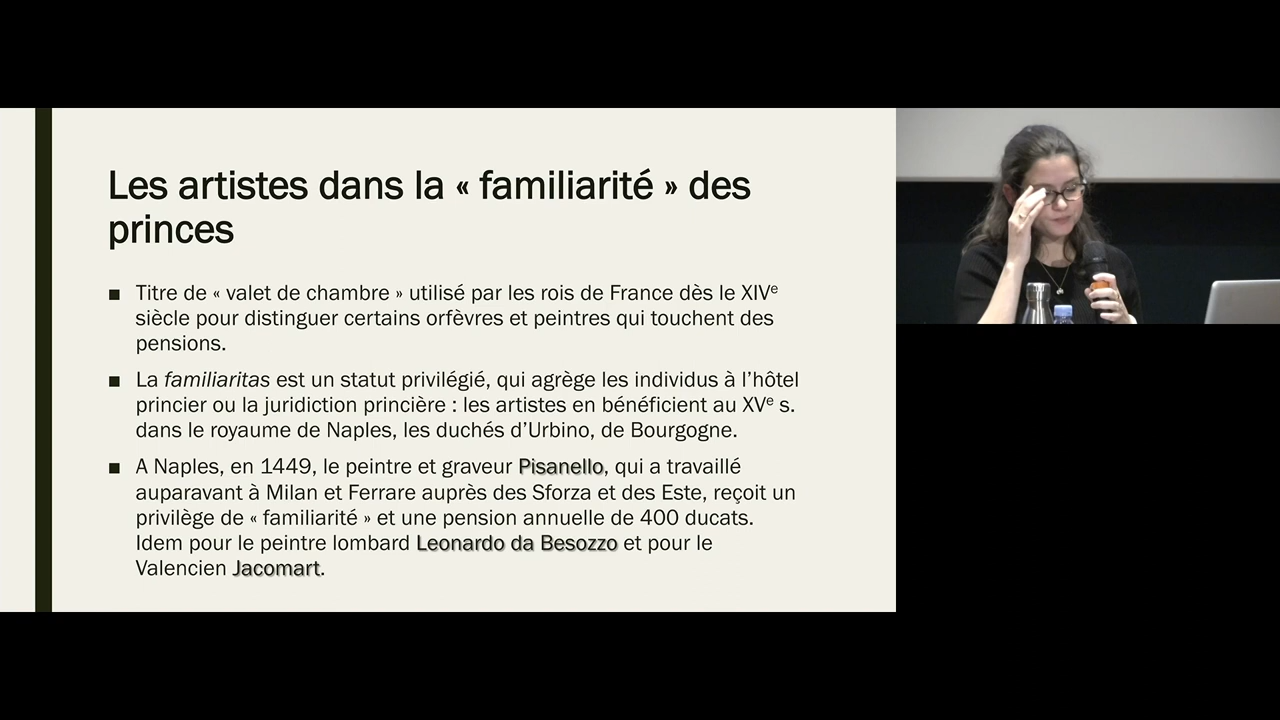 Les artistes dans la « familiarité » des
princes
■ Titre de « valet de chambre » utilisé par les rois de France dès le XIVᵉ
siècle pour distinguer certains orfèvres et peintres qui touchent des
pensions.
■ La familiaritas est un statut privilégié, qui agrège les individus à l’hôtel
princier ou la juridiction princière : les artistes en bénéficient au XVᵉ s.
dans le royaume de Naples, les duchés d’Urbino, de Bourgogne.
■ A Naples, en 1449, le peintre et graveur Pisanello, qui a travaillé
auparavant à Milan et Ferrare auprès des Sforza et des Este, reçoit un
privilège de « familiarité » et une pension annuelle de 400 ducats.
Idem pour le peintre lombard Leonardo da Besozzo et pour le
Valencien Jacomart.